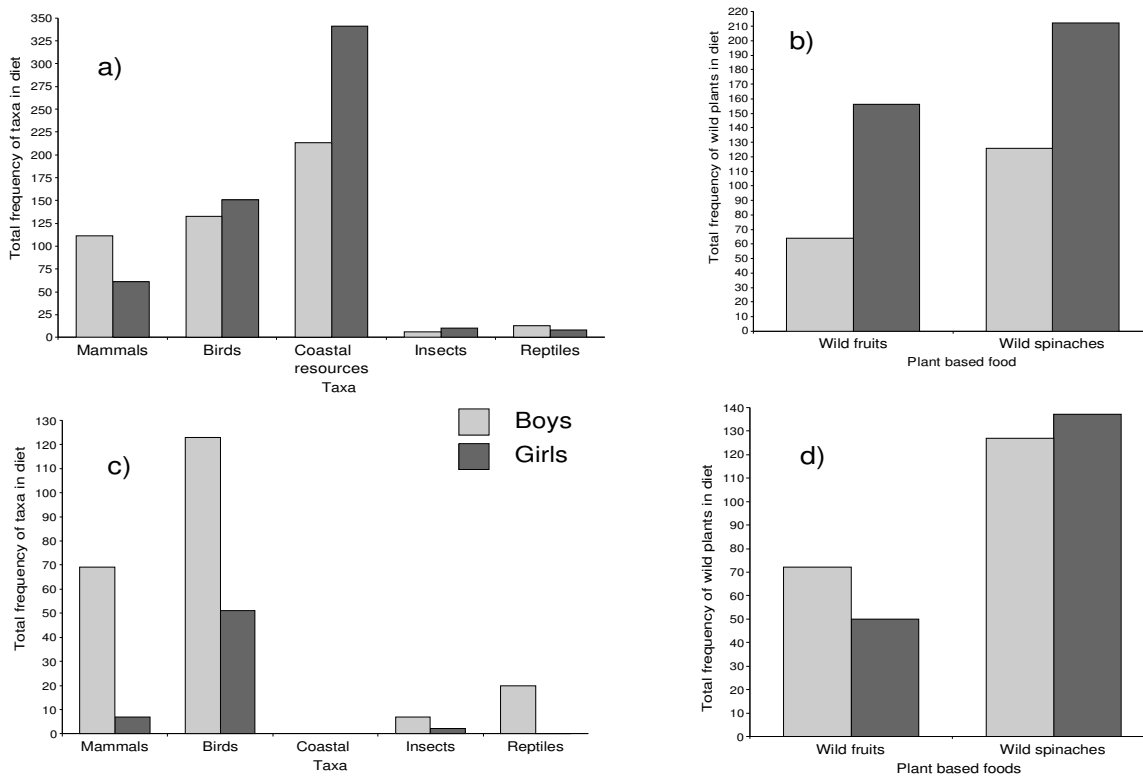 a)
Total frequency of taxa in diet
350
325
300
275
250
225
200
175
150
125
100
75
50
25
0
Mammals
Birds
Coastal
resources
Insects
Reptiles
Taxa
b)
Total frequency of wild plants in diet
220
210
200
190
180
170
160
150
140
130
120
110
100
90
80
70
60
50
40
30
20
10
0
Wild fruits
Wild spinaches
Plant based food
Boys
Girls
c)
Total frequency of taxa in diet
130
120
110
100
90
80
70
60
50
40
30
20
10
0
Mammals
Birds
Coastal
Insects
Reptiles
Taxa
d)
Total frequency of wild plants in diet
140
130
120
110
100
90
80
70
60
50
40
30
20
10
0
Wild fruits
Wild spinaches
Plant based foods